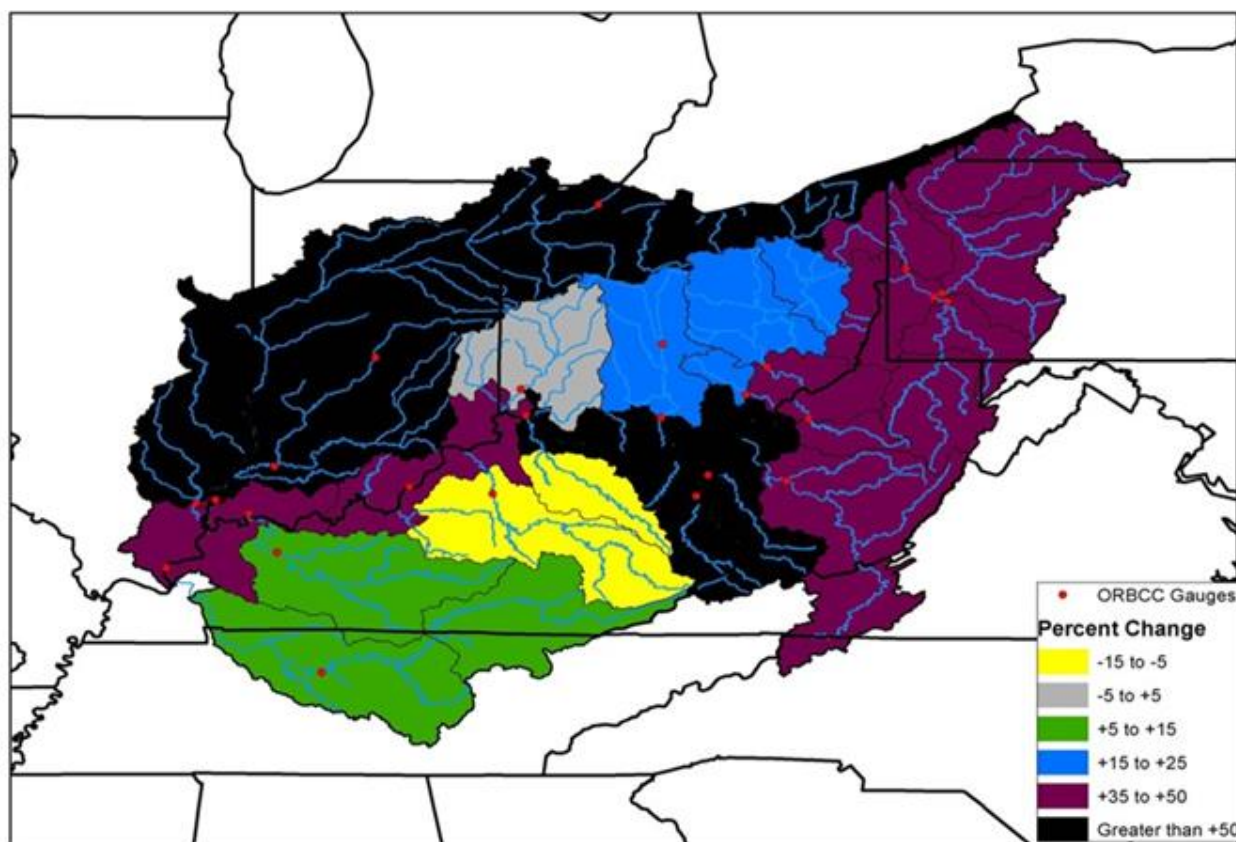 ORBCC Gauges
Percent Change
-15 to -5
-5 to +5
+5 to +15
+15 to +25
+35 to +50
Greater than +50